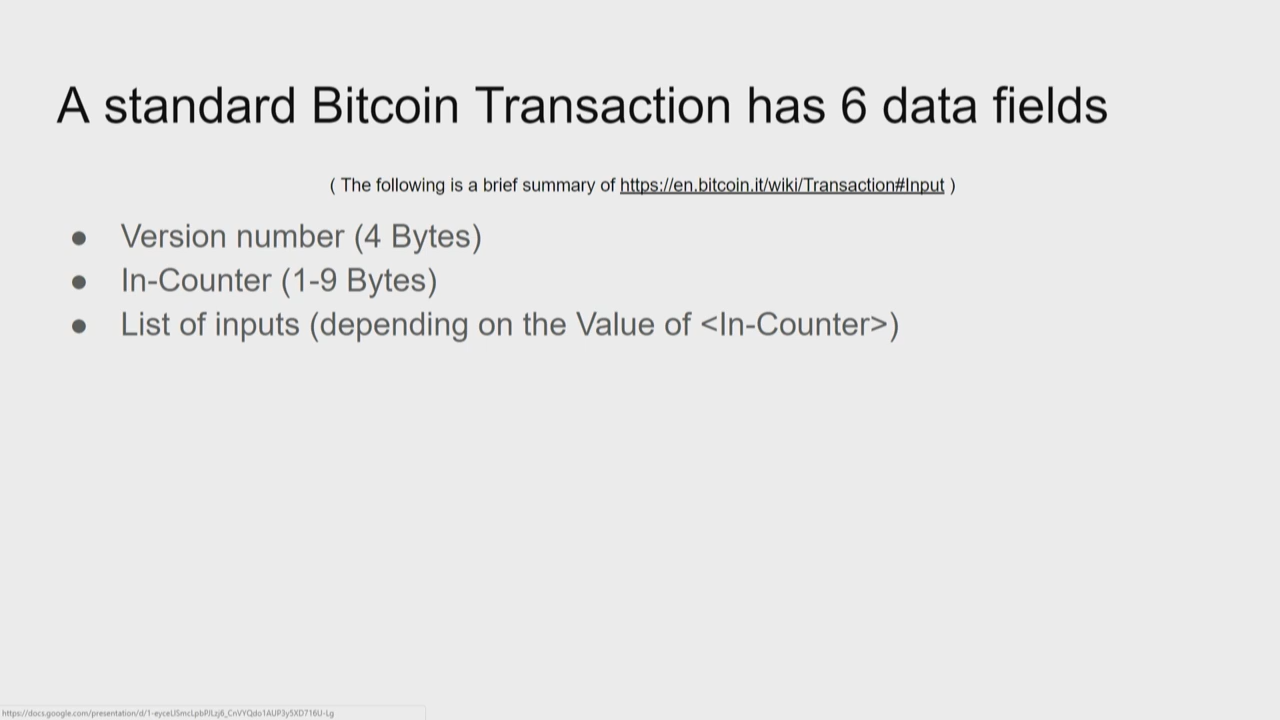 A standard Bitcoin Transaction has 6 data fields
( The following is a brief summary of https://en.bitcoin.it/wiki/Transaction#Input )
● Version number (4 Bytes)
● In-Counter (1-9 Bytes)
● List of inputs (depending on the Value of <In-Counter>)